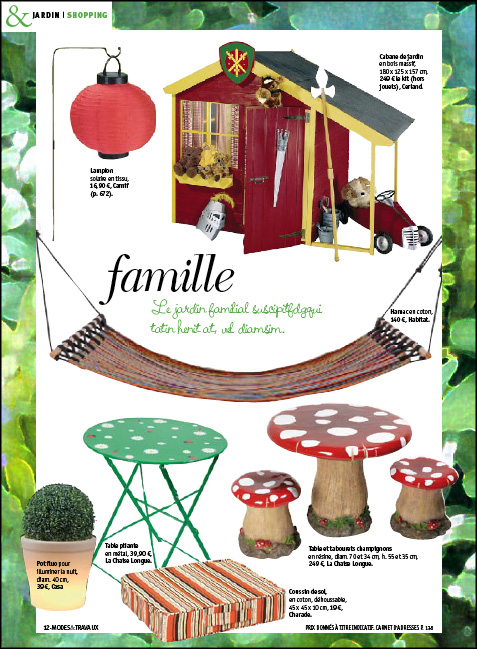 & JARDIN | SHOPPING
Cabane de jardin
en bois massif,
180 x 125 x 157 cm,
249 € le kit (hors
jouets), Cerland.
Lampion
solaire en tissu,
16,90 €, Camif
(p. 672).
famille
Le jardin familial suscipitfdgqui
tatin henit at, vel diamsim.
Hamac en coton,
140 €, Habitat.
Table pliante
en métal, 39,90 €,
La Chaise Longue.
Table et tabourets champignons
en résine, diam. 70 et 34 cm, h. 55 et 35 cm,
249 €, La Chaise Longue.
Pot fluo pour
illuminer la nuit,
diam. 40 cm,
39 €, Casa
Coussin de sol,
en coton, déhoussable,
45 x 45 x 10 cm, 19 €,
Charade.
12-MODES & TRAVAUX
PRIX DONNÉS À TITRE INDICATIF. CARNET D'ADRESSES P. 128